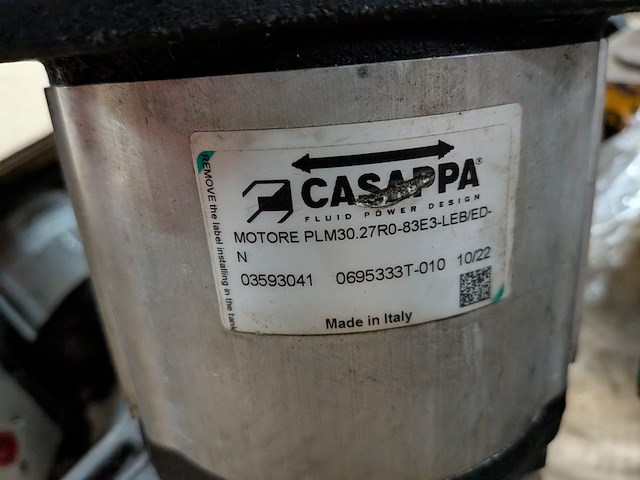 CASAPPA®
FLUID POWER DESIGN
MOTORE PLM30.27R0-83E3-LEB/ED-
N
03593041 0695333T-010 10/22
Made in Italy
REMOVE the label installing in the tank